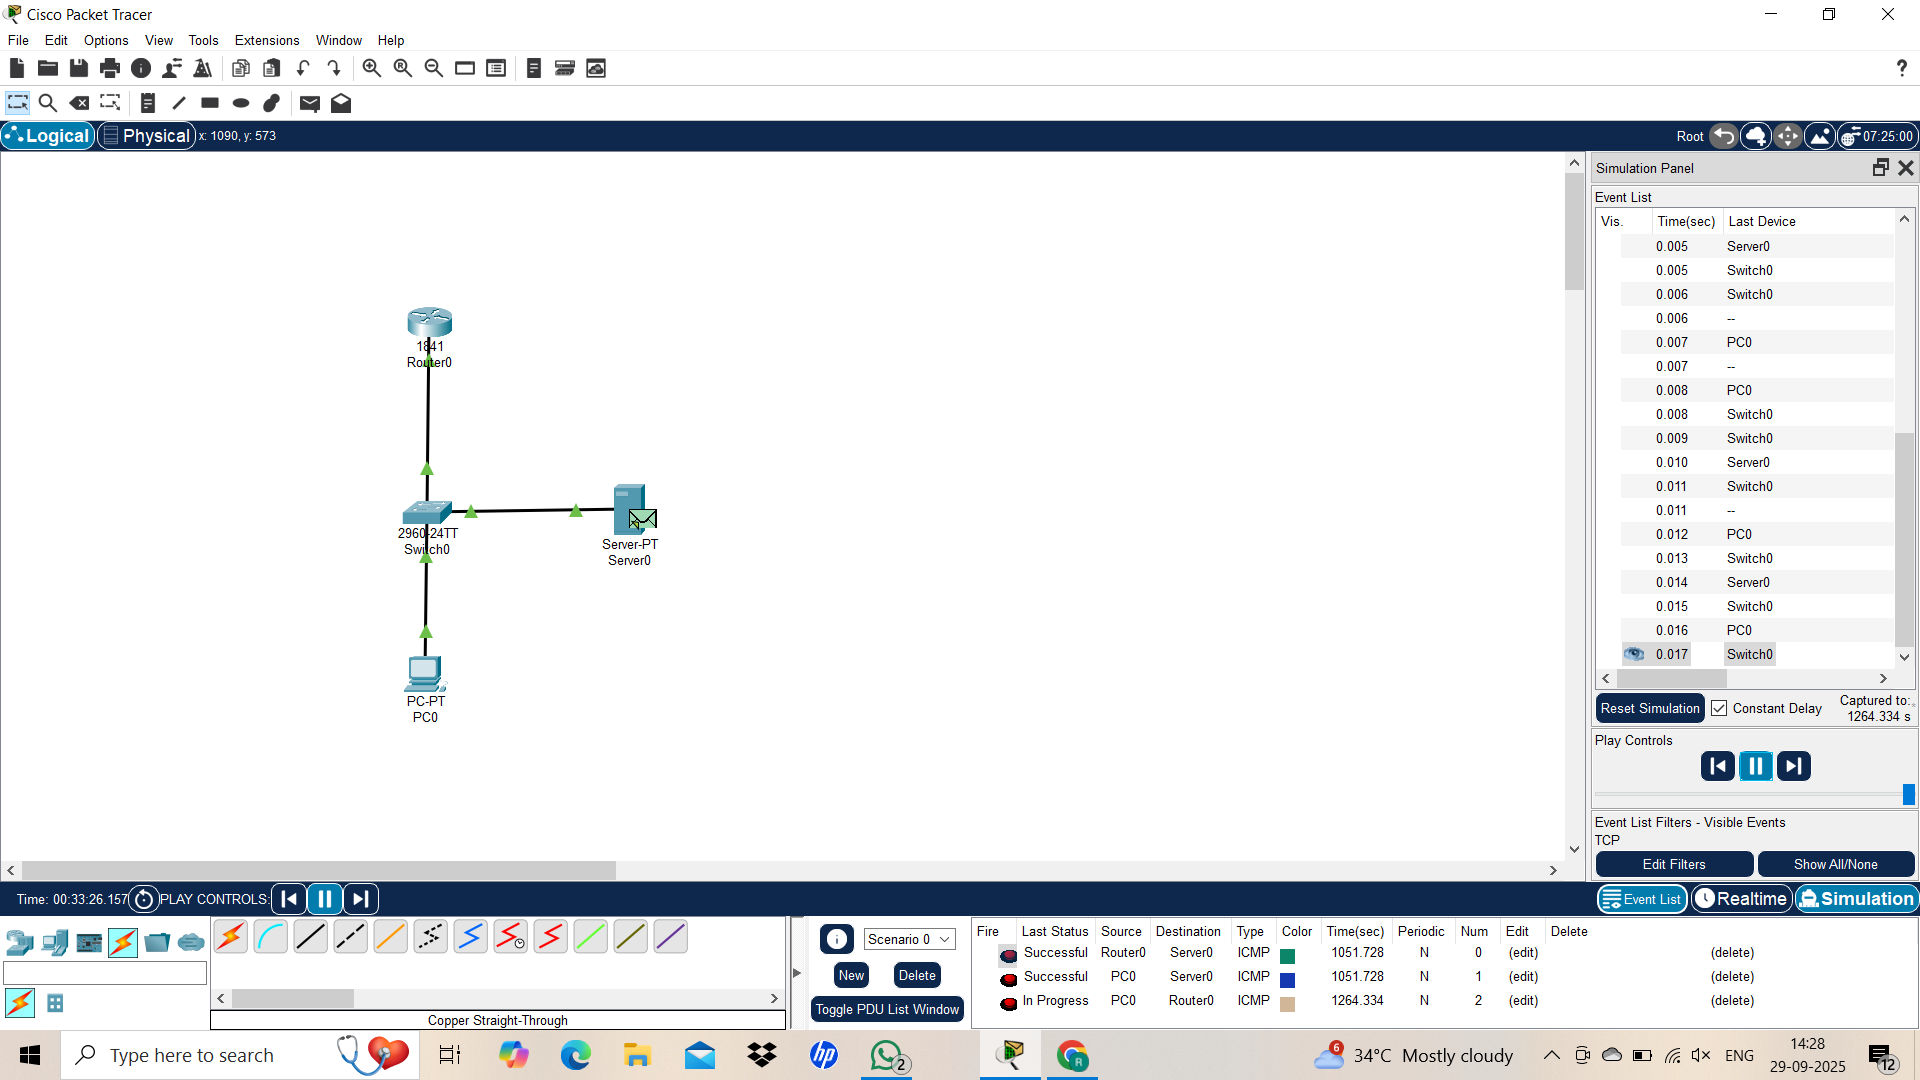 Cisco Packet Tracer
File Edit Options View Tools Extensions Window Help
?
Logical Physical x: 1090, y: 573 Root 07:25:00
Simulation Panel
Event List
Vis. Time(sec) Last Device
0.005 Server0
0.005 Switch0
0.006 Switch0
0.006 --
0.007 PC0
0.007 --
0.008 PC0
0.008 Switch0
0.009 Switch0
0.010 Server0
0.011 Switch0
0.011 --
0.012 PC0
0.013 Switch0
0.014 Server0
0.015 Switch0
0.016 PC0
0.017 Switch0
Reset Simulation Constant Delay Captured to:
1264.334 s
Play Controls
Event List Filters - Visible Events
TCP
Edit Filters Show All/None
1841
Router0
2960-24TT
Switch0
Server-PT
Server0
PC-PT
PC0
Time: 00:33:26.157 PLAY CONTROLS: Event List Realtime Simulation
Scenario 0
New Delete
Toggle PDU List Window
Copper Straight-Through
Fire Last Status Source Destination Type Color Time(sec) Periodic Num Edit Delete
Successful Router0 Server0 ICMP 1051.728 N 0 (edit) (delete)
Successful PC0 Server0 ICMP 1051.728 N 1 (edit) (delete)
In Progress PC0 Router0 ICMP 1264.334 N 2 (edit) (delete)
Type here to search
hp
2
R
6
34°C Mostly cloudy
ENG
14:28
29-09-2025
12